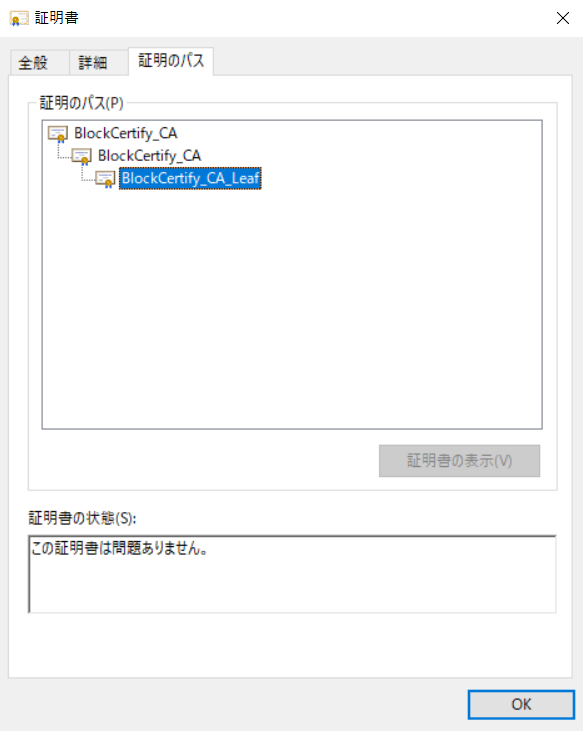 証明書
全般 詳細 証明のパス
証明のパス(P)
BlockCertify_CA
BlockCertify_CA
BlockCertify_CA_Leaf
証明書の表示(V)
証明書の状態(S):
この証明書は問題ありません。
OK